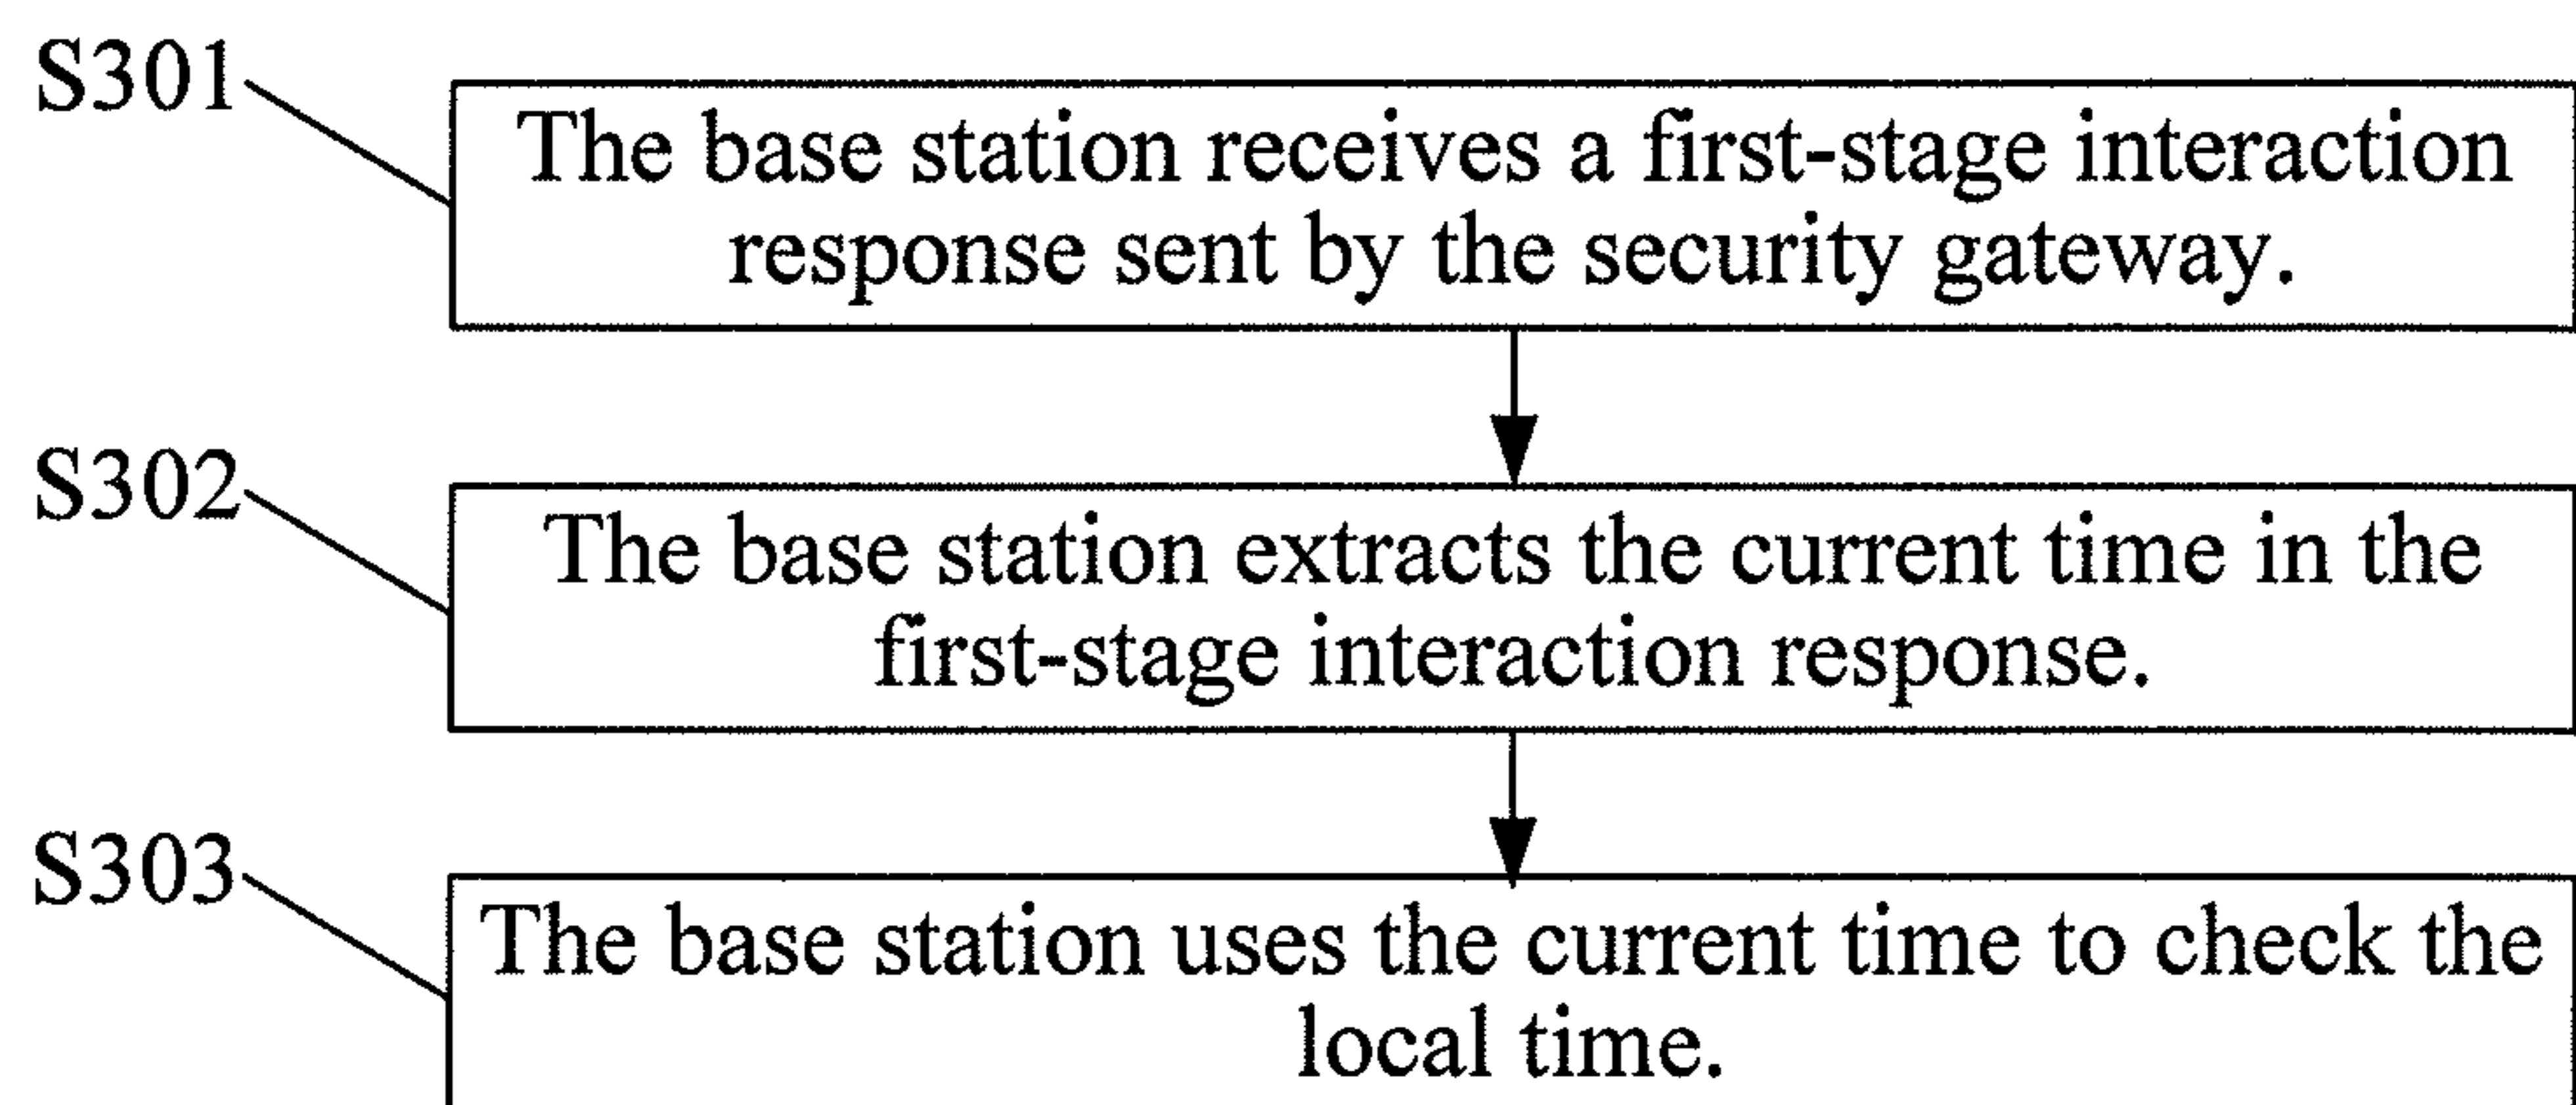 S301
The base station receives a first-stage interaction
response sent by the security gateway.
S302
The base station extracts the current time in the
first-stage interaction response.
S303
The base station uses the current time to check the
local time.